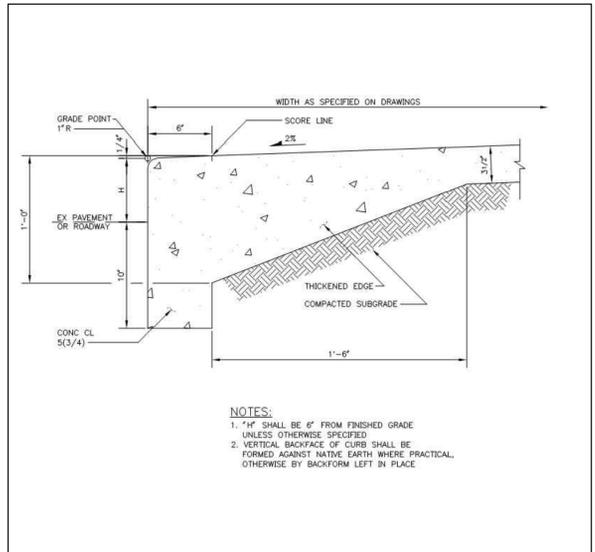 WIDTH AS SPECIFIED ON DRAWINGS
GRADE POINT
1"R
1/4"
6"
SCORE LINE
2%
3 1/2"
1'-0"
H
EX PAVEMENT
OR ROADWAY
10"
THICKENED EDGE
COMPACTED SUBGRADE
CONC CL
5(3/4)
1'-6"
NOTES:
1. "H" SHALL BE 6" FROM FINISHED GRADE
UNLESS OTHERWISE SPECIFIED
2. VERTICAL BACKFACE OF CURB SHALL BE
FORMED AGAINST NATIVE EARTH WHERE PRACTICAL,
OTHERWISE BY BACKFORM LEFT IN PLACE